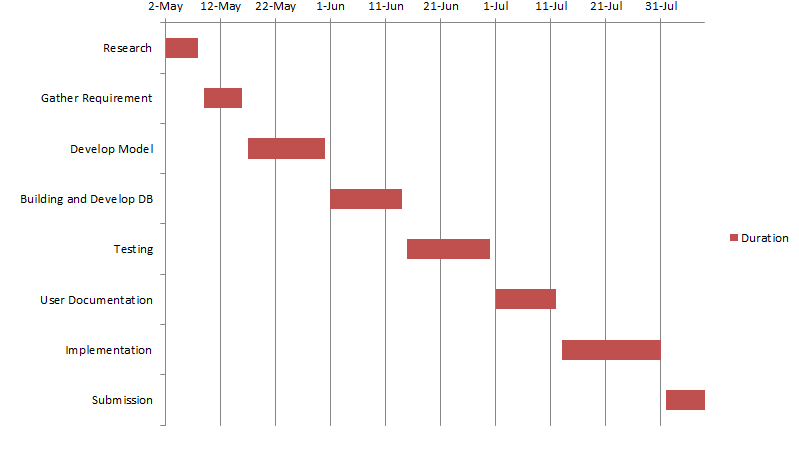 2-May 12-May 22-May 1-Jun 11-Jun 21-Jun 1-Jul 11-Jul 21-Jul 31-Jul
Research
Gather Requirement
Develop Model
Building and Develop DB
Testing
Duration
User Documentation
Implementation
Submission